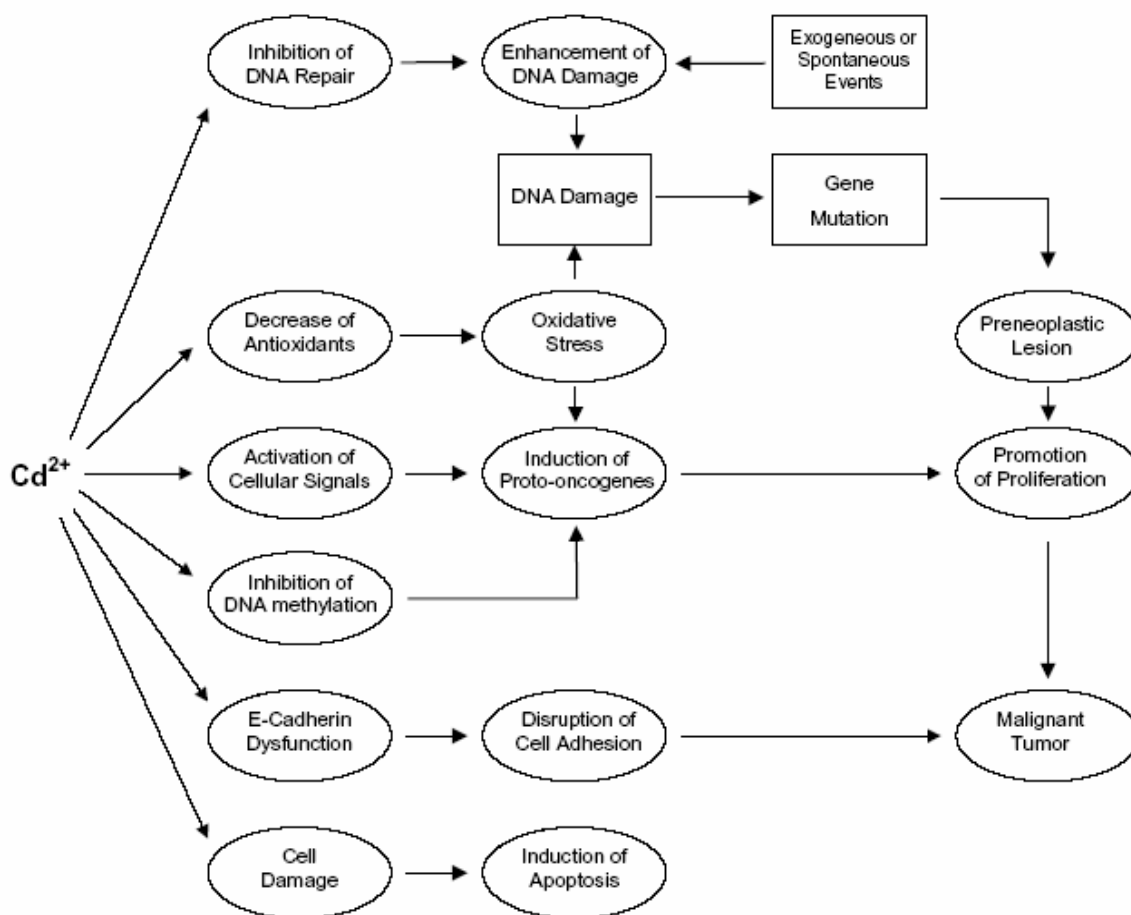 Inhibition of
DNA Repair
Enhancement of
DNA Damage
Exogeneous or
Spontaneous
Events
DNA Damage
Gene
Mutation
Decrease of
Antioxidants
Oxidative
Stress
Preneoplastic
Lesion
Cd²⁺
Activation of
Cellular Signals
Induction of
Proto-oncogenes
Promotion
of Proliferation
Inhibition of
DNA methylation
E-Cadherin
Dysfunction
Disruption of
Cell Adhesion
Malignant
Tumor
Cell
Damage
Induction of
Apoptosis